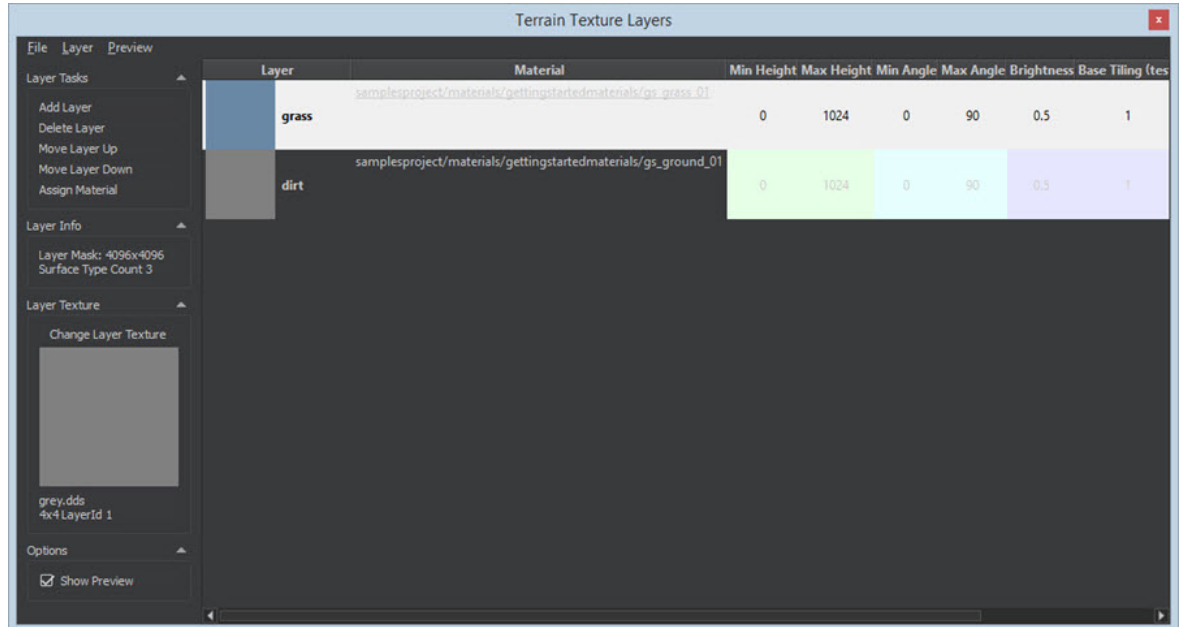 Terrain Texture Layers
x
File Layer Preview
Layer Tasks
Add Layer
Delete Layer
Move Layer Up
Move Layer Down
Assign Material
Layer Info
Layer Mask: 4096x4096
Surface Type Count 3
Layer Texture
Change Layer Texture
grey.dds
4x4 LayerId 1
Options
Show Preview
Layer Material Min Height Max Height Min Angle Max Angle Brightness Base Tiling (tes
samplesproject/materials/gettingstartedmaterials/gs_grass_01
grass 0 1024 0 90 0.5 1
samplesproject/materials/gettingstartedmaterials/gs_ground_01
dirt 0 1024 0 90 0.5 1